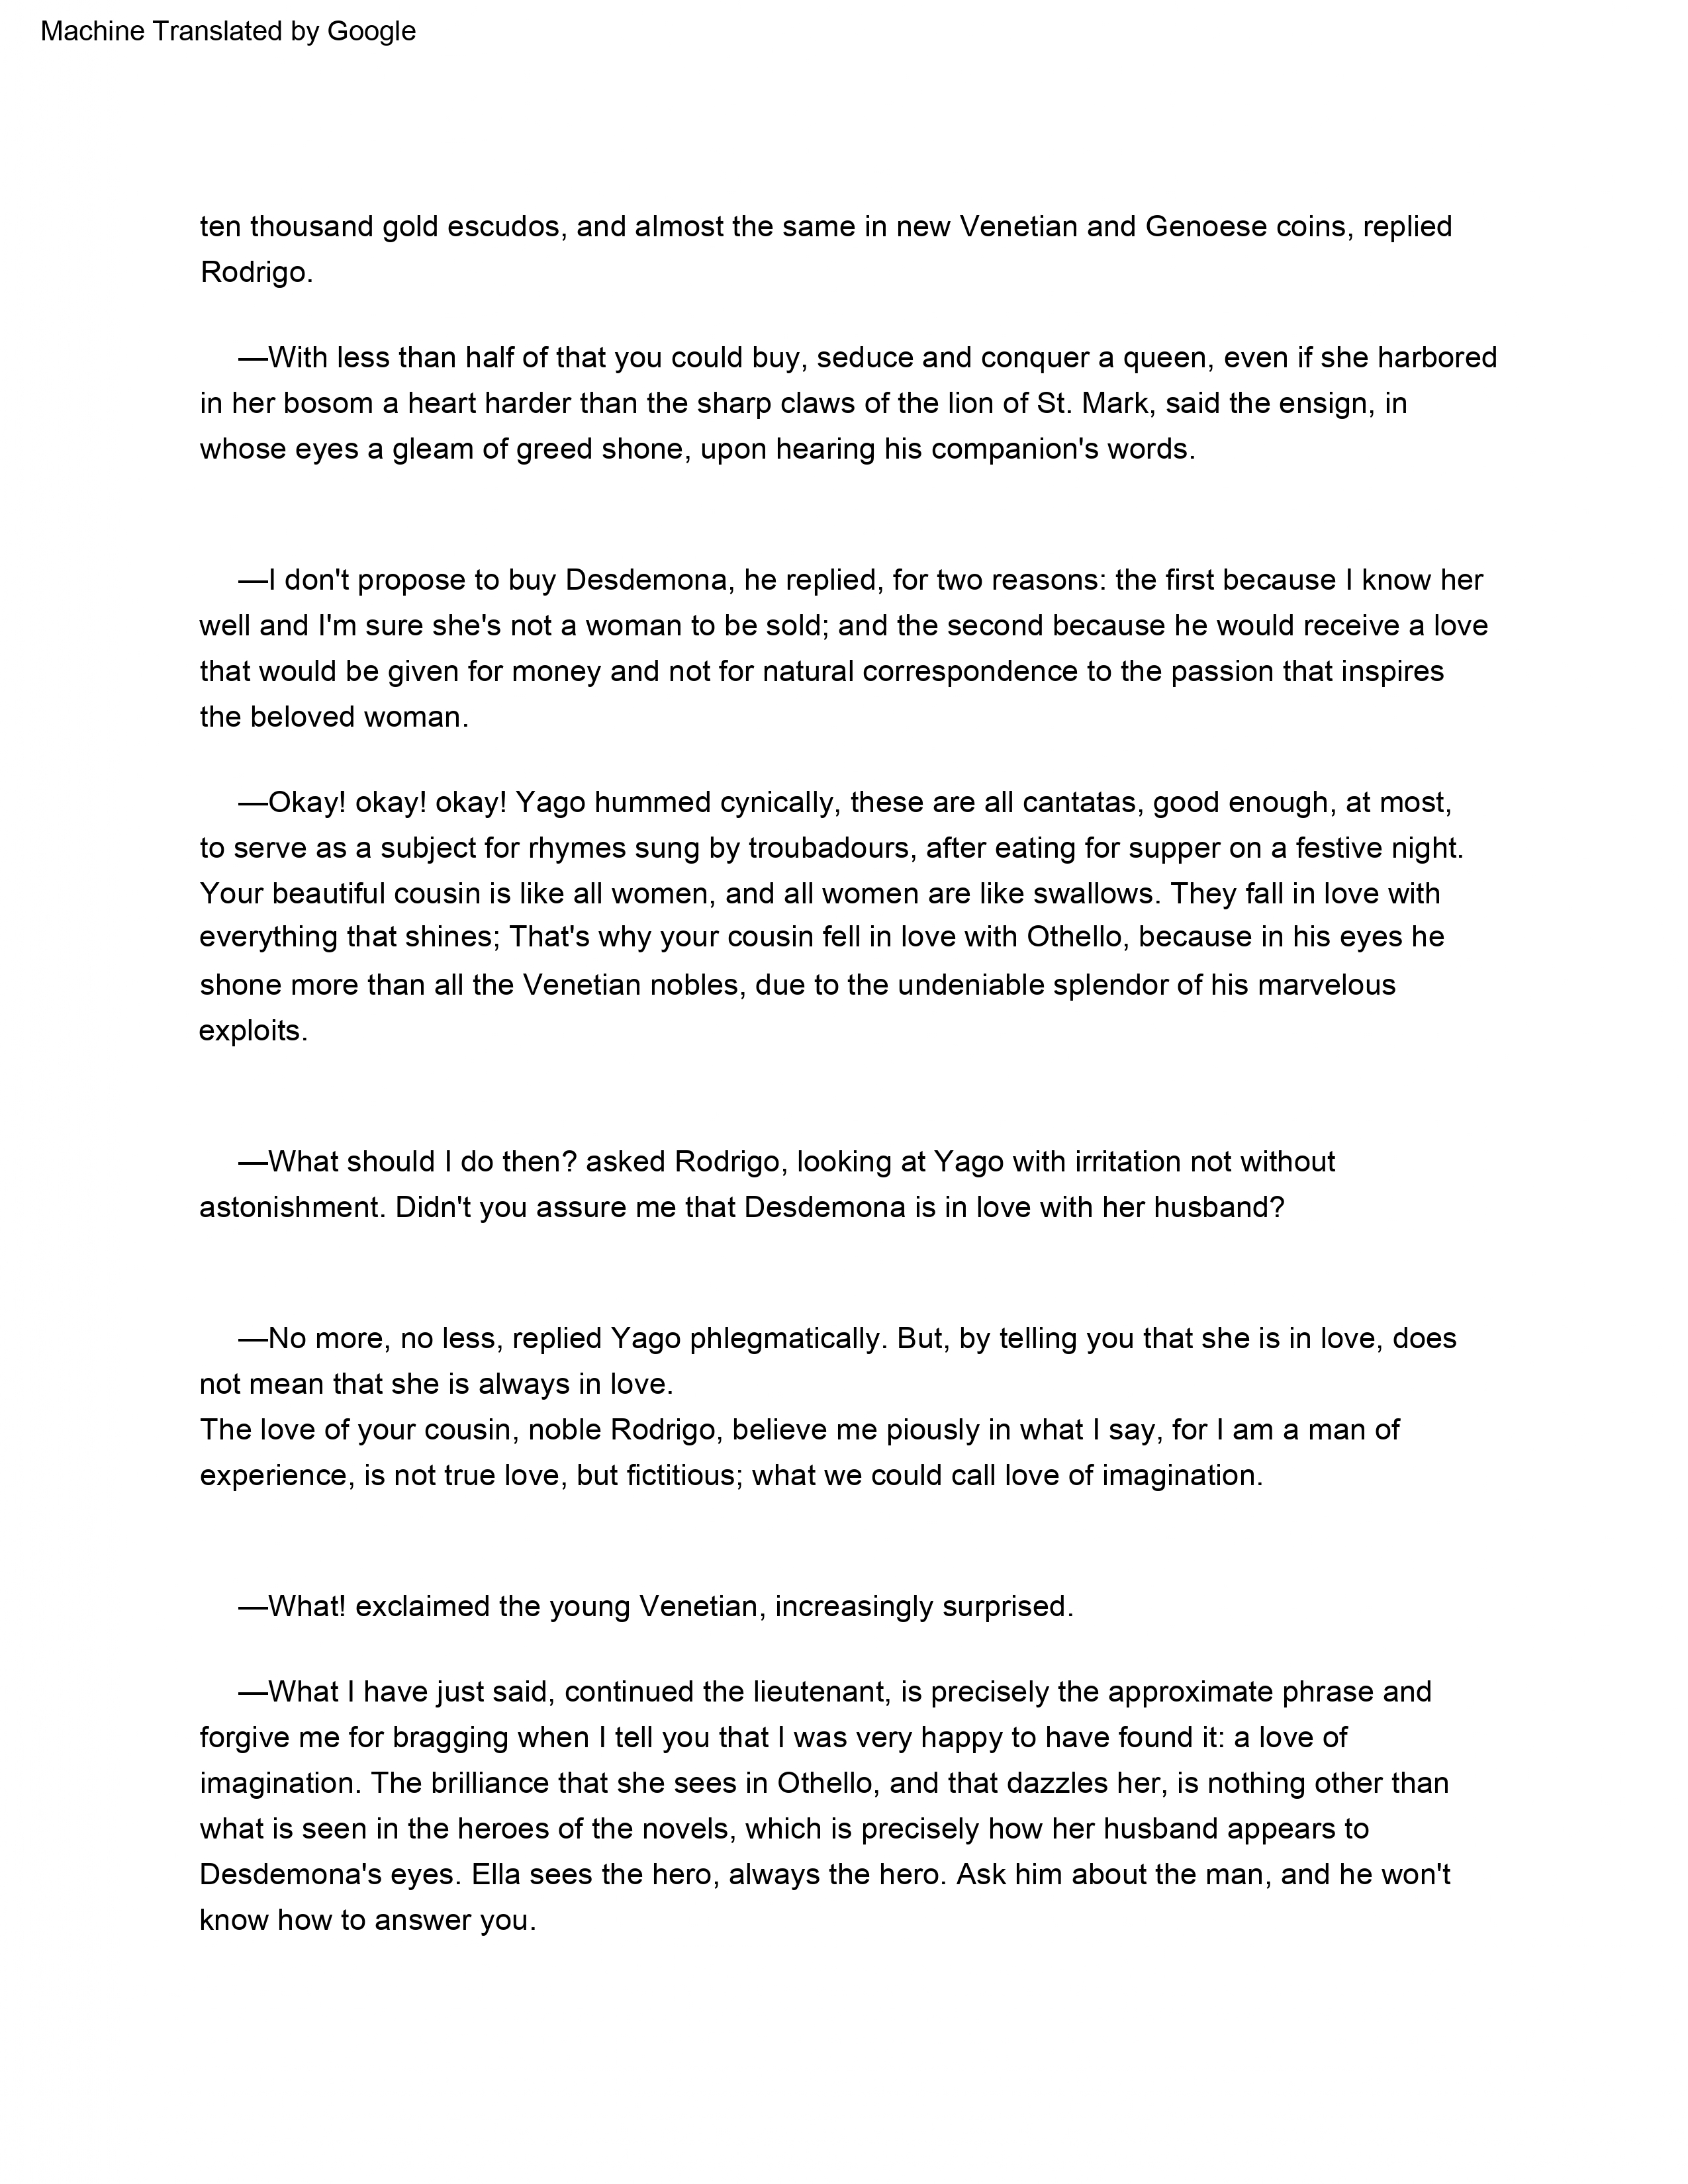 Machine Translated by Google
ten thousand gold escudos, and almost the same in new Venetian and Genoese coins, replied
Rodrigo.
—With less than half of that you could buy, seduce and conquer a queen, even if she harbored
in her bosom a heart harder than the sharp claws of the lion of St. Mark, said the ensign, in
whose eyes a gleam of greed shone, upon hearing his companion's words.
—I don't propose to buy Desdemona, he replied, for two reasons: the first because I know her
well and I'm sure she's not a woman to be sold; and the second because he would receive a love
that would be given for money and not for natural correspondence to the passion that inspires
the beloved woman.
—Okay! okay! okay! Yago hummed cynically, these are all cantatas, good enough, at most,
to serve as a subject for rhymes sung by troubadours, after eating for supper on a festive night.
Your beautiful cousin is like all women, and all women are like swallows. They fall in love with
everything that shines; That's why your cousin fell in love with Othello, because in his eyes he
shone more than all the Venetian nobles, due to the undeniable splendor of his marvelous
exploits.
—What should I do then? asked Rodrigo, looking at Yago with irritation not without
astonishment. Didn't you assure me that Desdemona is in love with her husband?
—No more, no less, replied Yago phlegmatically. But, by telling you that she is in love, does
not mean that she is always in love.
The love of your cousin, noble Rodrigo, believe me piously in what I say, for I am a man of
experience, is not true love, but fictitious; what we could call love of imagination.
—What! exclaimed the young Venetian, increasingly surprised.
—What I have just said, continued the lieutenant, is precisely the approximate phrase and
forgive me for bragging when I tell you that I was very happy to have found it: a love of
imagination. The brilliance that she sees in Othello, and that dazzles her, is nothing other than
what is seen in the heroes of the novels, which is precisely how her husband appears to
Desdemona's eyes. Ella sees the hero, always the hero. Ask him about the man, and he won't
know how to answer you.